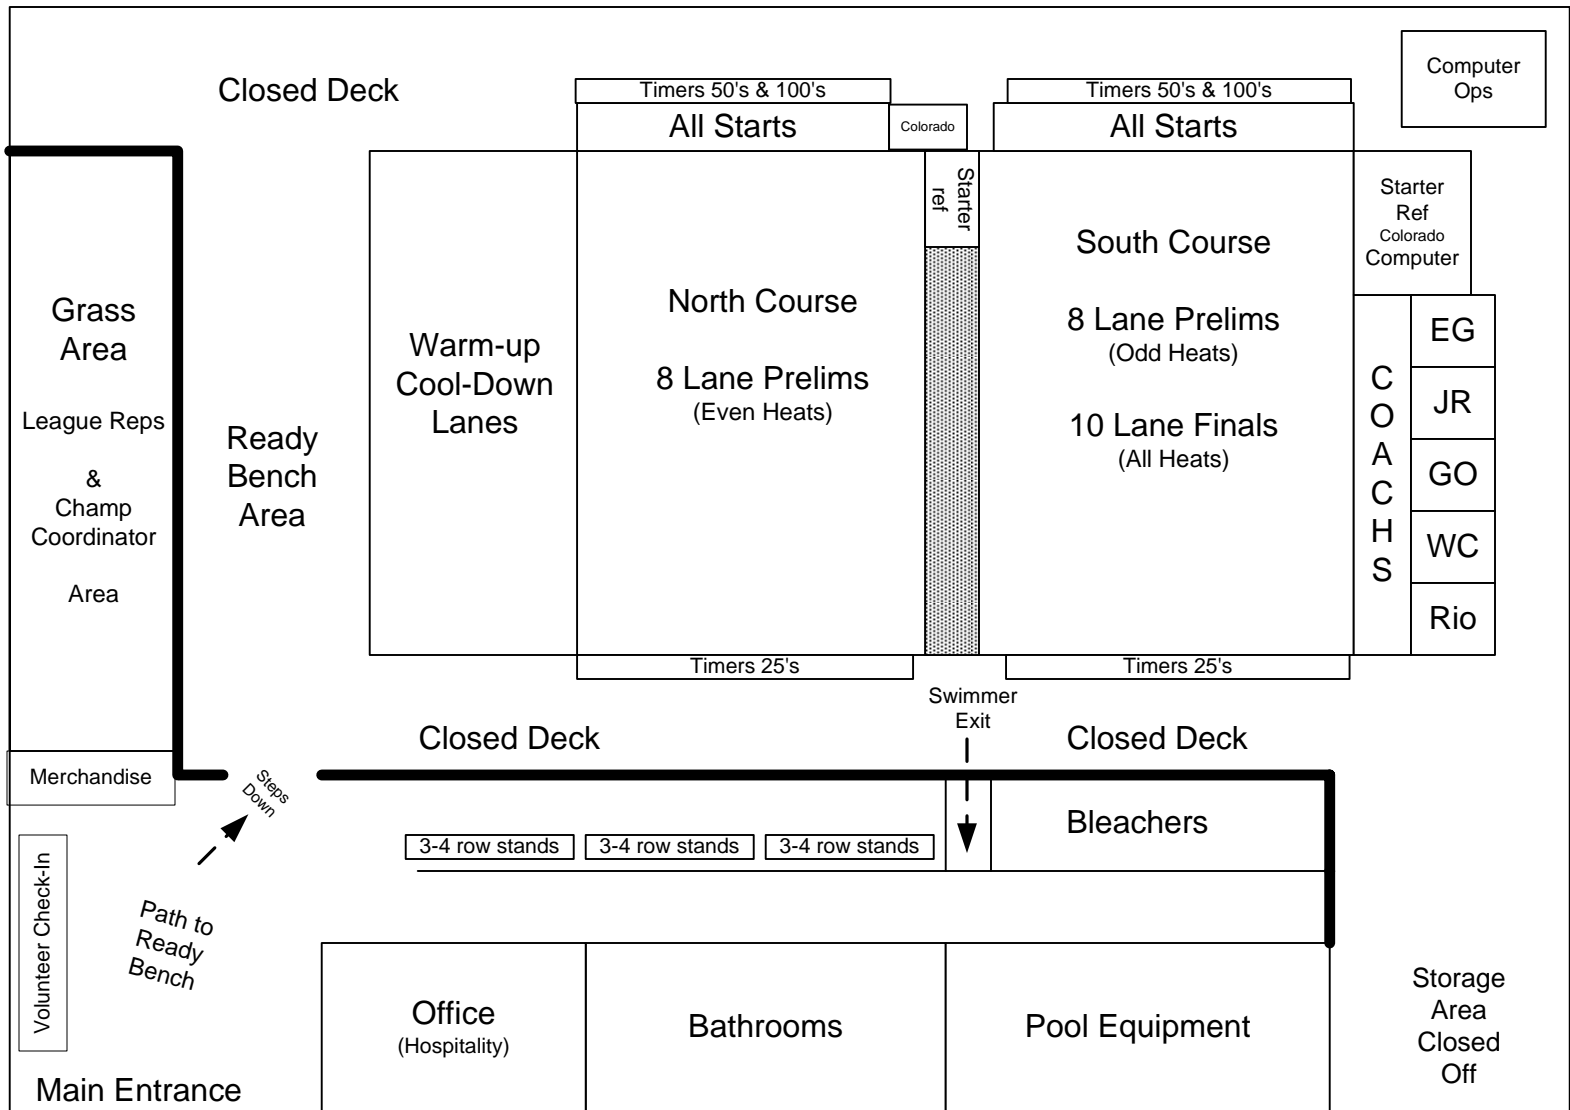 Closed Deck
Timers 50's & 100's
All Starts
Colorado
Timers 50's & 100's
All Starts
Computer
Ops
Grass
Area
League Reps
&
Champ
Coordinator
Area
Ready
Bench
Area
Warm-up
Cool-Down
Lanes
North Course
8 Lane Prelims
(Even Heats)
Starter
ref
South Course
8 Lane Prelims
(Odd Heats)
10 Lane Finals
(All Heats)
Starter
Ref
Colorado
Computer
COACHS
EG
JR
GO
WC
Rio
Timers 25's
Timers 25's
Swimmer
Exit
Closed Deck
Closed Deck
Merchandise
Steps
Down
Bleachers
3-4 row stands
3-4 row stands
3-4 row stands
Volunteer Check-In
Path to
Ready
Bench
Office
(Hospitality)
Bathrooms
Pool Equipment
Storage
Area
Closed
Off
Main Entrance